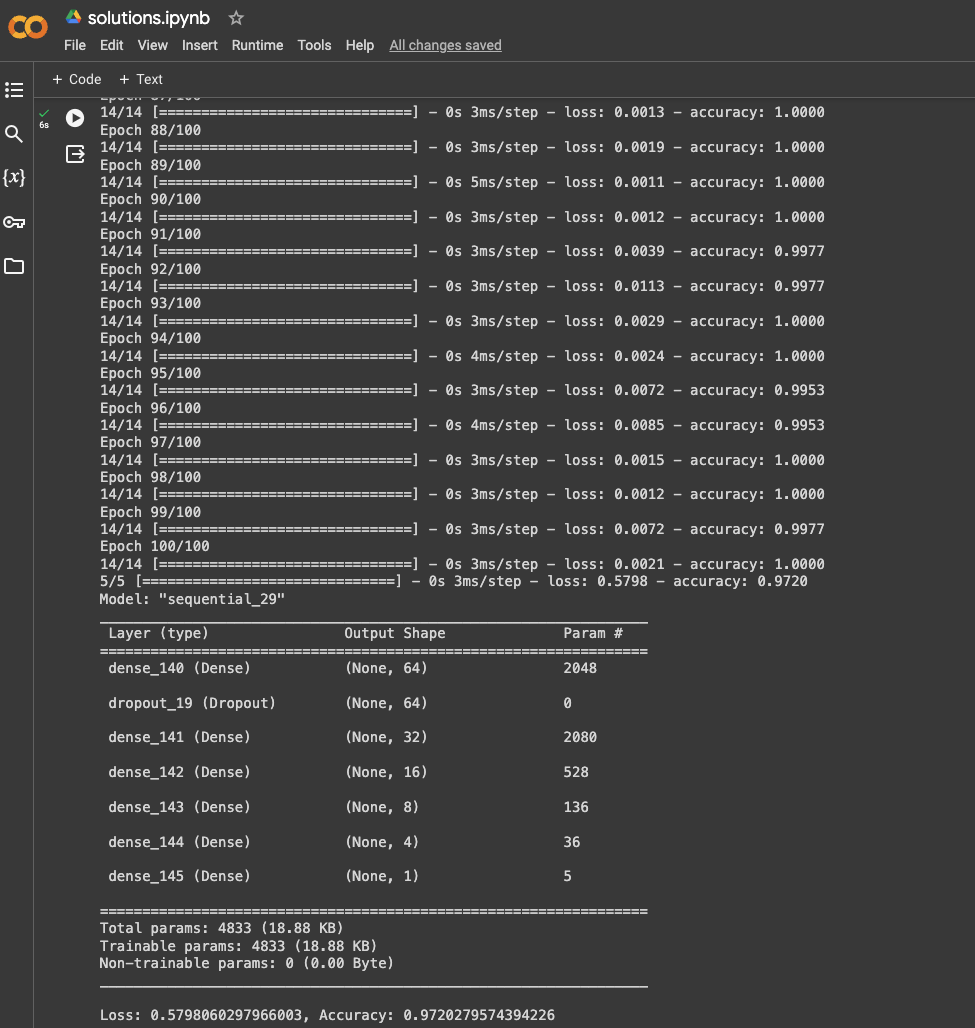 solutions.ipynb
File Edit View Insert Runtime Tools Help All changes saved
+ Code + Text
Epoch 87/100
14/14 [==============================] - 0s 3ms/step - loss: 0.0013 - accuracy: 1.0000
Epoch 88/100
14/14 [==============================] - 0s 3ms/step - loss: 0.0019 - accuracy: 1.0000
Epoch 89/100
14/14 [==============================] - 0s 5ms/step - loss: 0.0011 - accuracy: 1.0000
Epoch 90/100
14/14 [==============================] - 0s 3ms/step - loss: 0.0012 - accuracy: 1.0000
Epoch 91/100
14/14 [==============================] - 0s 3ms/step - loss: 0.0039 - accuracy: 0.9977
Epoch 92/100
14/14 [==============================] - 0s 3ms/step - loss: 0.0113 - accuracy: 0.9977
Epoch 93/100
14/14 [==============================] - 0s 3ms/step - loss: 0.0029 - accuracy: 1.0000
Epoch 94/100
14/14 [==============================] - 0s 4ms/step - loss: 0.0024 - accuracy: 1.0000
Epoch 95/100
14/14 [==============================] - 0s 3ms/step - loss: 0.0072 - accuracy: 0.9953
Epoch 96/100
14/14 [==============================] - 0s 4ms/step - loss: 0.0085 - accuracy: 0.9953
Epoch 97/100
14/14 [==============================] - 0s 3ms/step - loss: 0.0015 - accuracy: 1.0000
Epoch 98/100
14/14 [==============================] - 0s 3ms/step - loss: 0.0012 - accuracy: 1.0000
Epoch 99/100
14/14 [==============================] - 0s 3ms/step - loss: 0.0072 - accuracy: 0.9977
Epoch 100/100
14/14 [==============================] - 0s 3ms/step - loss: 0.0021 - accuracy: 1.0000
5/5 [==============================] - 0s 3ms/step - loss: 0.5798 - accuracy: 0.9720
Model: "sequential_29"
_________________________________________________________________
Layer (type) Output Shape Param #
=================================================================
dense_140 (Dense) (None, 64) 2048
dropout_19 (Dropout) (None, 64) 0
dense_141 (Dense) (None, 32) 2080
dense_142 (Dense) (None, 16) 528
dense_143 (Dense) (None, 8) 136
dense_144 (Dense) (None, 4) 36
dense_145 (Dense) (None, 1) 5
=================================================================
Total params: 4833 (18.88 KB)
Trainable params: 4833 (18.88 KB)
Non-trainable params: 0 (0.00 Byte)
_________________________________________________________________
Loss: 0.5798060297966003, Accuracy: 0.9720279574394226
6s
{x}